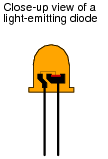 Close-up view of a
light-emitting diode